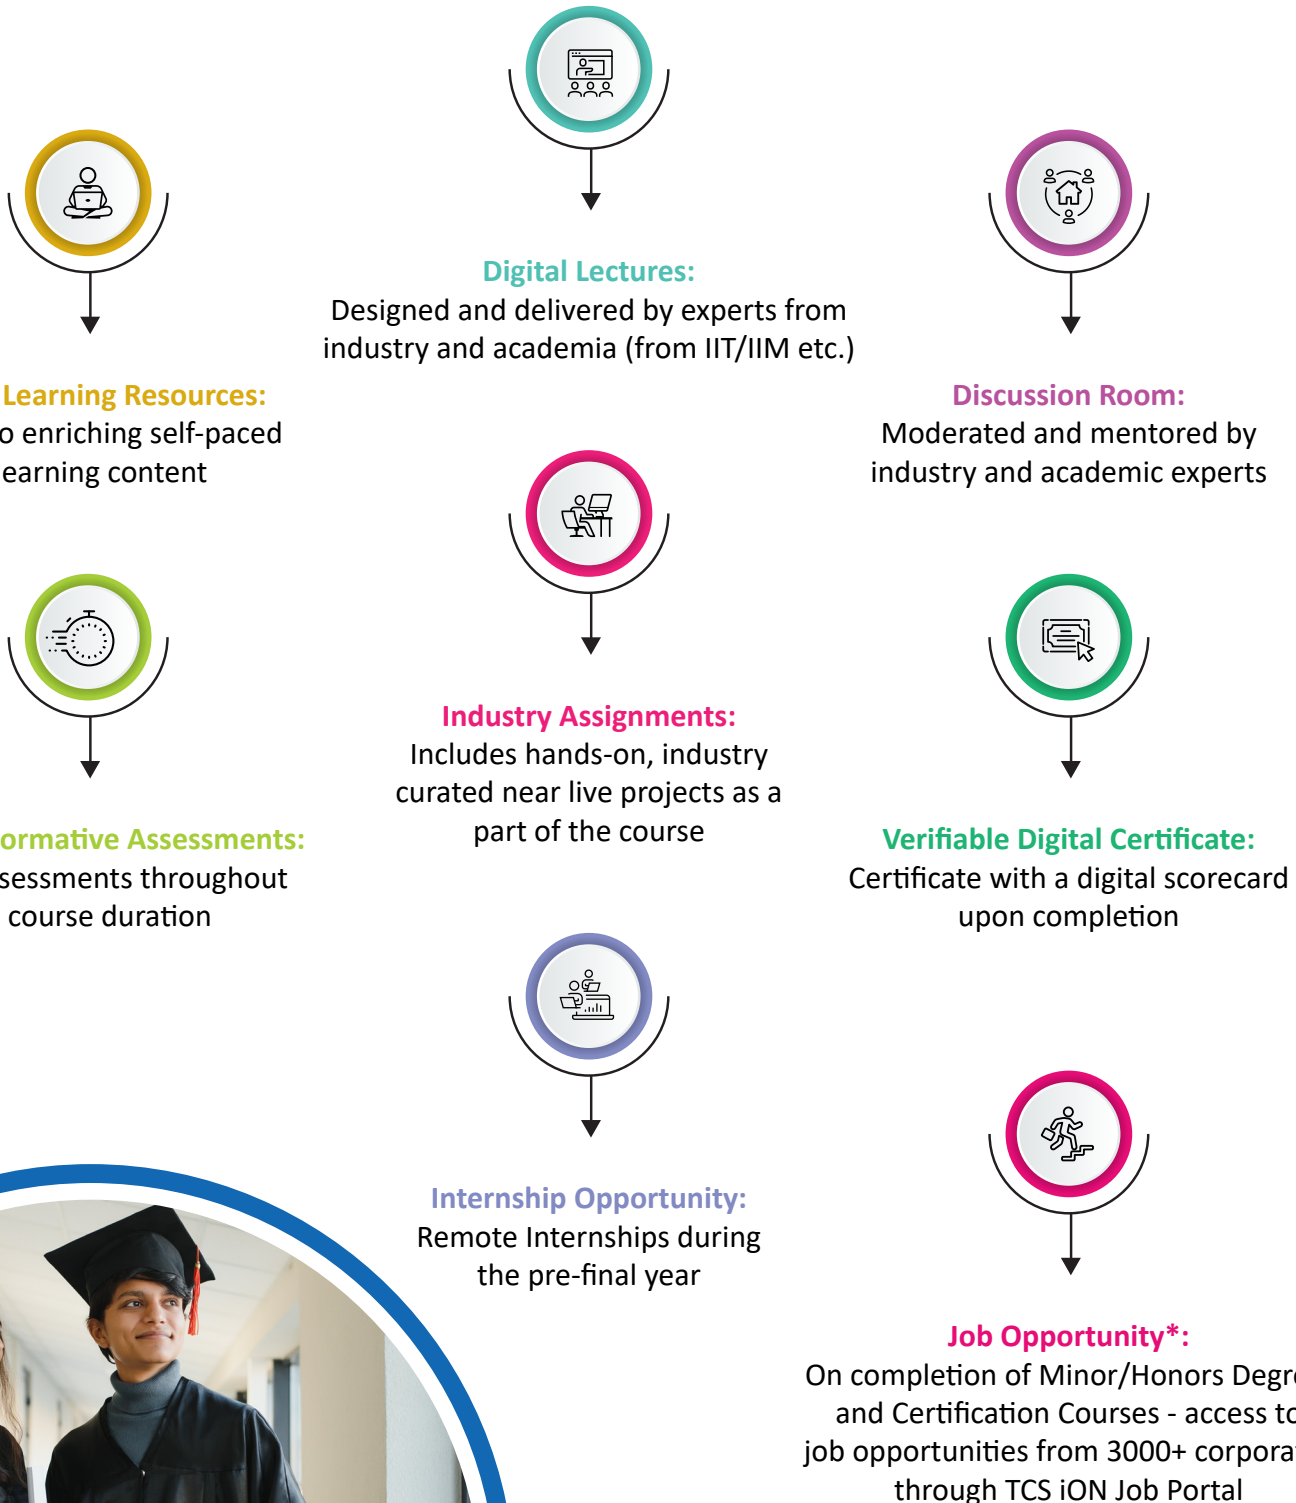 Digital Lectures:
Designed and delivered by experts from
industry and academia (from IIT/IIM etc.)
Learning Resources:
enriching self-paced
content
Discussion Room:
Moderated and mentored by
industry and academic experts
Industry Assignments:
Includes hands-on, industry
curated near live projects as a
part of the course
Assessments:
throughout
course duration
Verifiable Digital Certificate:
Certificate with a digital scorecard
upon completion
Internship Opportunity:
Remote Internships during
the pre-final year
Job Opportunity*:
On completion of Minor/Honors
and Certification Courses - access to
job opportunities from 3000+
through TCS iON Job Portal